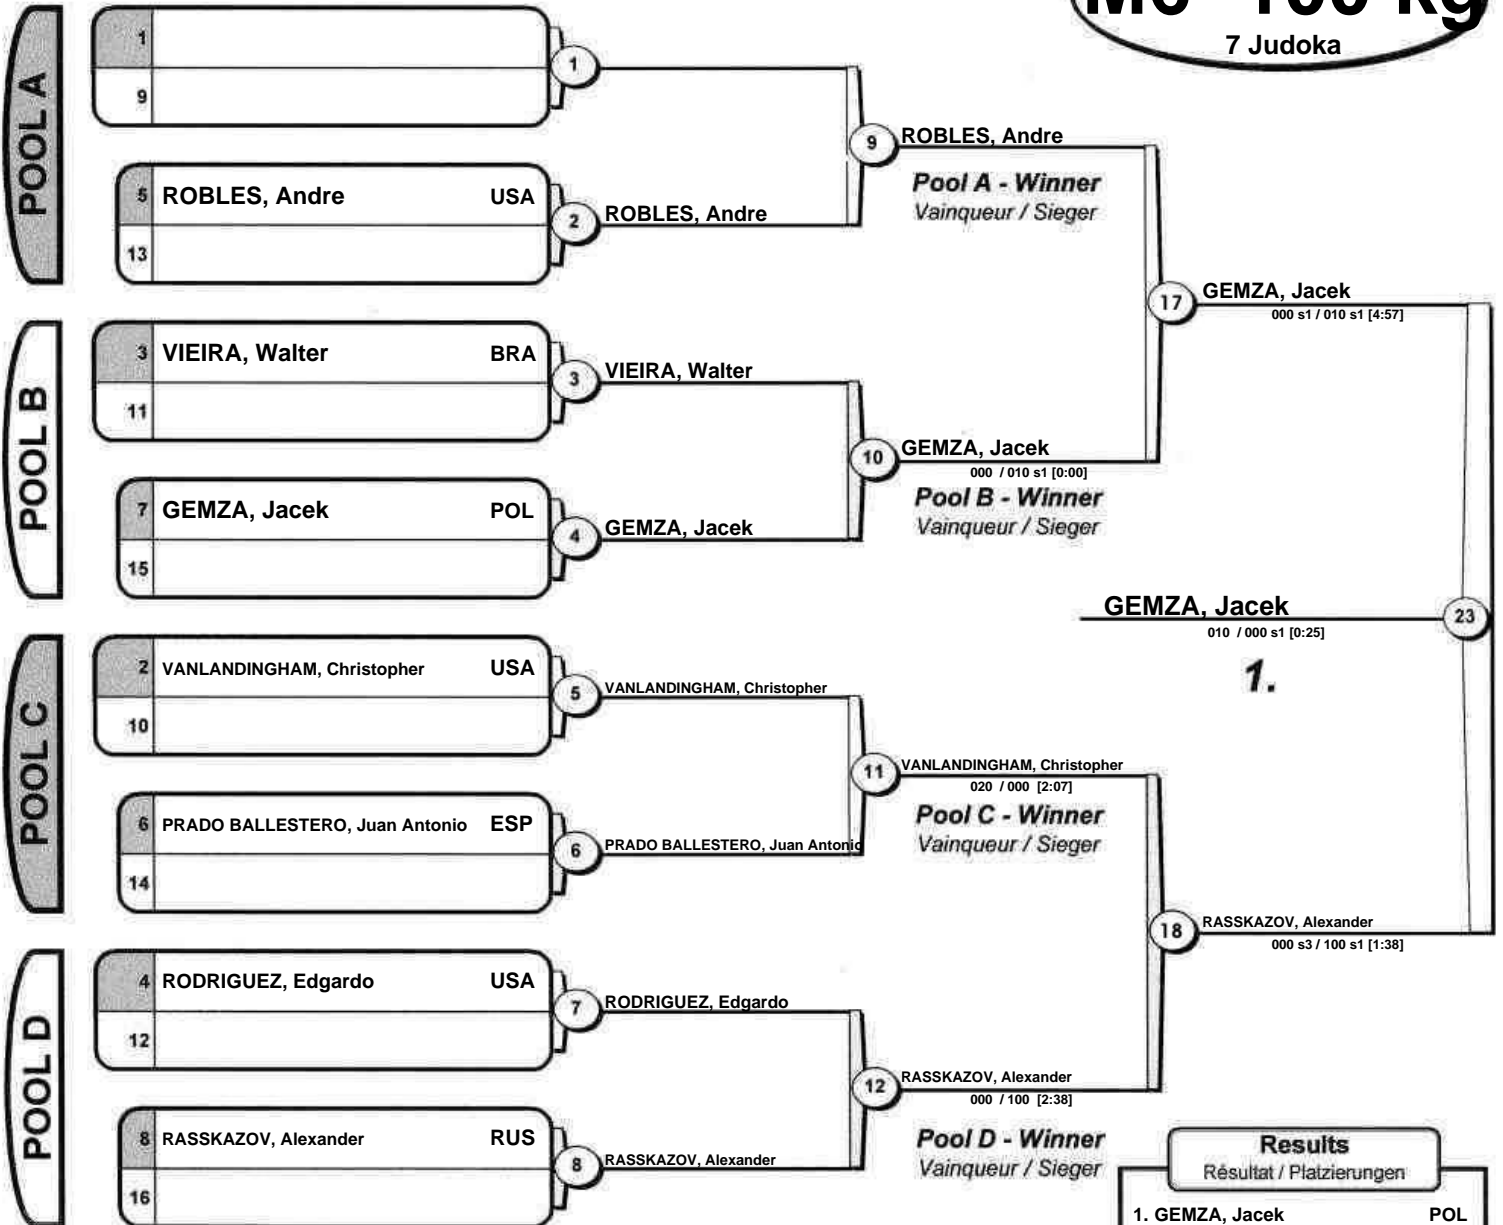 M6 -100 kg
7 Judoka
POOL A
1
9
1
5 ROBLES, Andre USA
13
2 ROBLES, Andre
9 ROBLES, Andre
Pool A - Winner
Vainqueur / Sieger
POOL B
3 VIEIRA, Walter BRA
11
3 VIEIRA, Walter
7 GEMZA, Jacek POL
15
4 GEMZA, Jacek
10 GEMZA, Jacek
000 / 010 s1 [0:00]
Pool B - Winner
Vainqueur / Sieger
17 GEMZA, Jacek
000 s1 / 010 s1 [4:57]
GEMZA, Jacek 23
010 / 000 s1 [0:25]
1.
POOL C
2 VANLANDINGHAM, Christopher USA
10
5 VANLANDINGHAM, Christopher
6 PRADO BALLESTERO, Juan Antonio ESP
14
6 PRADO BALLESTERO, Juan Antonio
11 VANLANDINGHAM, Christopher
020 / 000 [2:07]
Pool C - Winner
Vainqueur / Sieger
18 RASSKAZOV, Alexander
000 s3 / 100 s1 [1:38]
POOL D
4 RODRIGUEZ, Edgardo USA
12
7 RODRIGUEZ, Edgardo
8 RASSKAZOV, Alexander RUS
16
8 RASSKAZOV, Alexander
12 RASSKAZOV, Alexander
000 / 100 [2:38]
Pool D - Winner
Vainqueur / Sieger
Results
Résultat / Platzierungen
1. GEMZA, Jacek POL